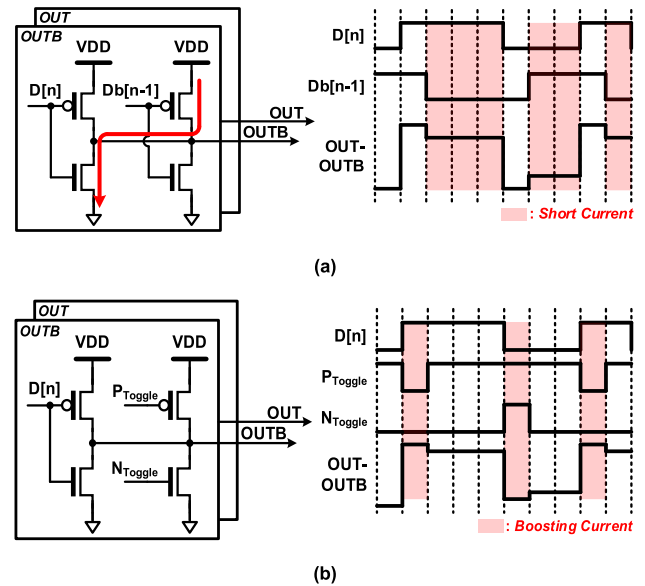 OUT
OUTB
VDD VDD
D[n] Db[n-1]
OUT
OUTB
D[n]
Db[n-1]
OUT-
OUTB
: Short Current
(a)
OUT
OUTB
VDD VDD
D[n] PToggle
NToggle
OUT
OUTB
D[n]
PToggle
NToggle
OUT-
OUTB
: Boosting Current
(b)